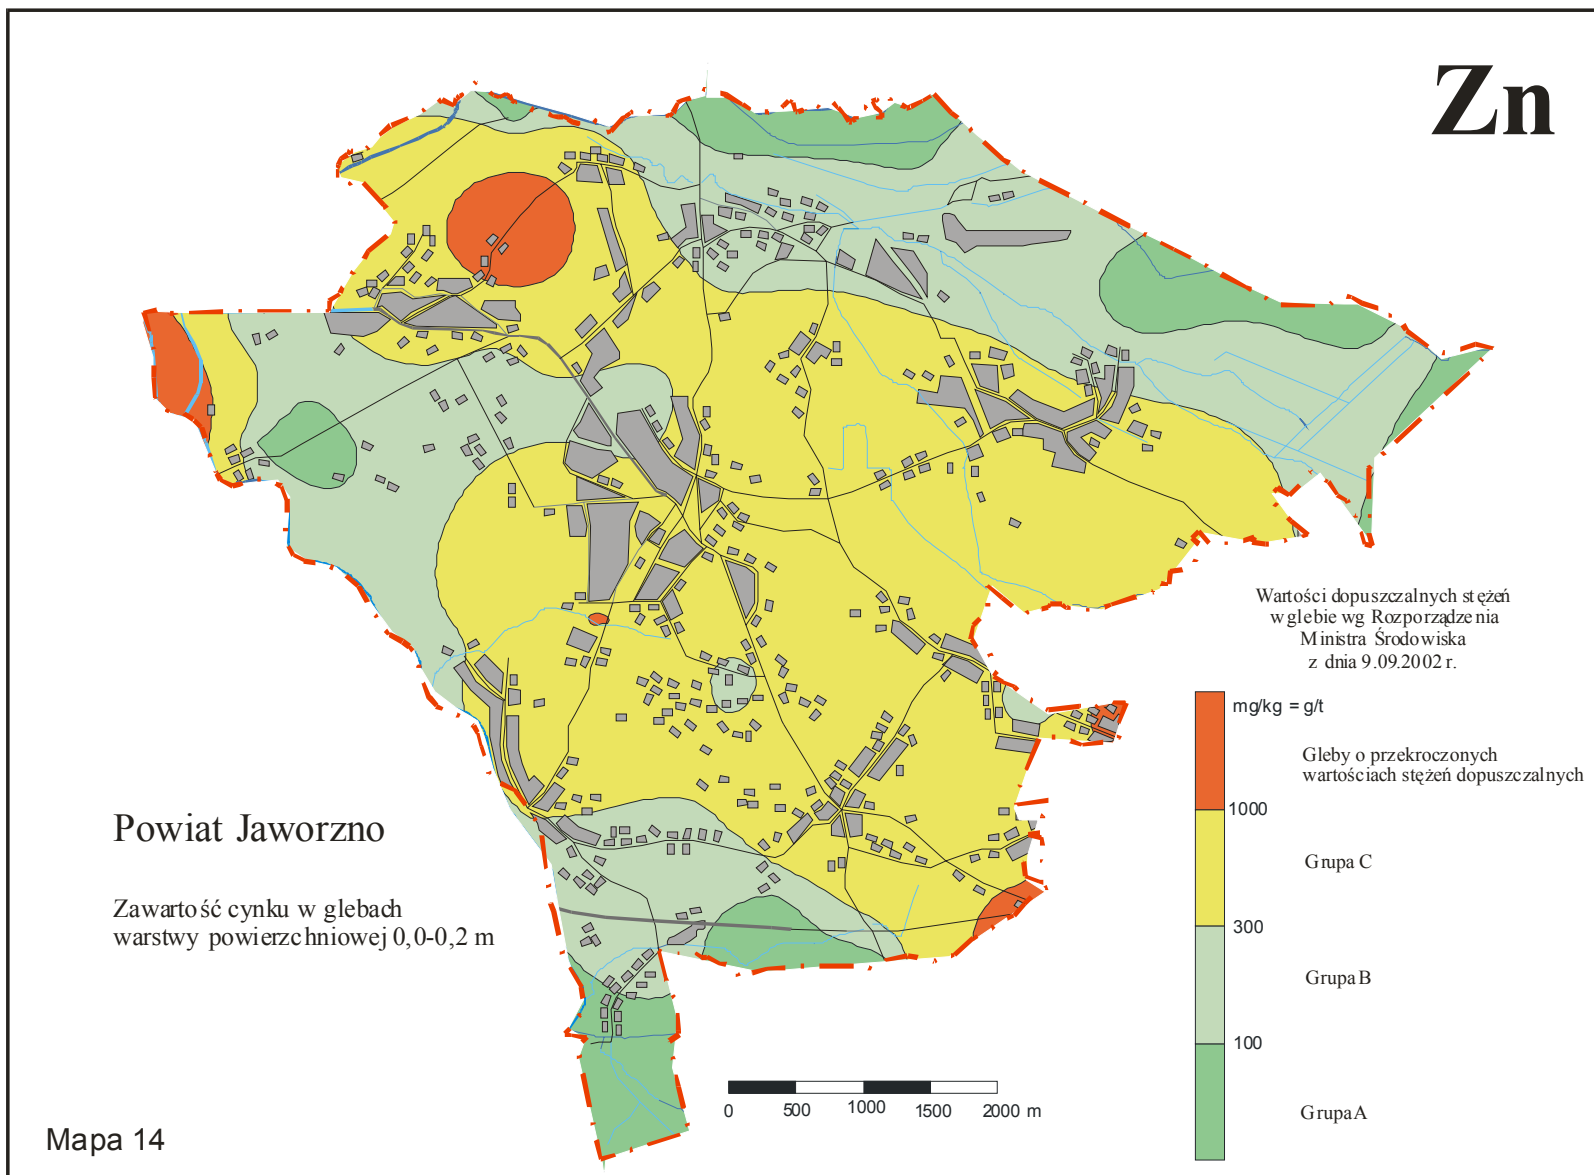 Zn
Wartości dopuszczalnych stężeń
w glebie wg Rozporządzenia
Ministra Środowiska
z dnia 9.09.2002 r.
mg/kg = g/t
Gleby o przekroczonych
wartościach stężeń dopuszczalnych
1000
Grupa C
300
Grupa B
100
Grupa A
Powiat Jaworzno
Zawartość cynku w glebach
warstwy powierzchniowej 0,0-0,2 m
0 500 1000 1500 2000 m
Mapa 14